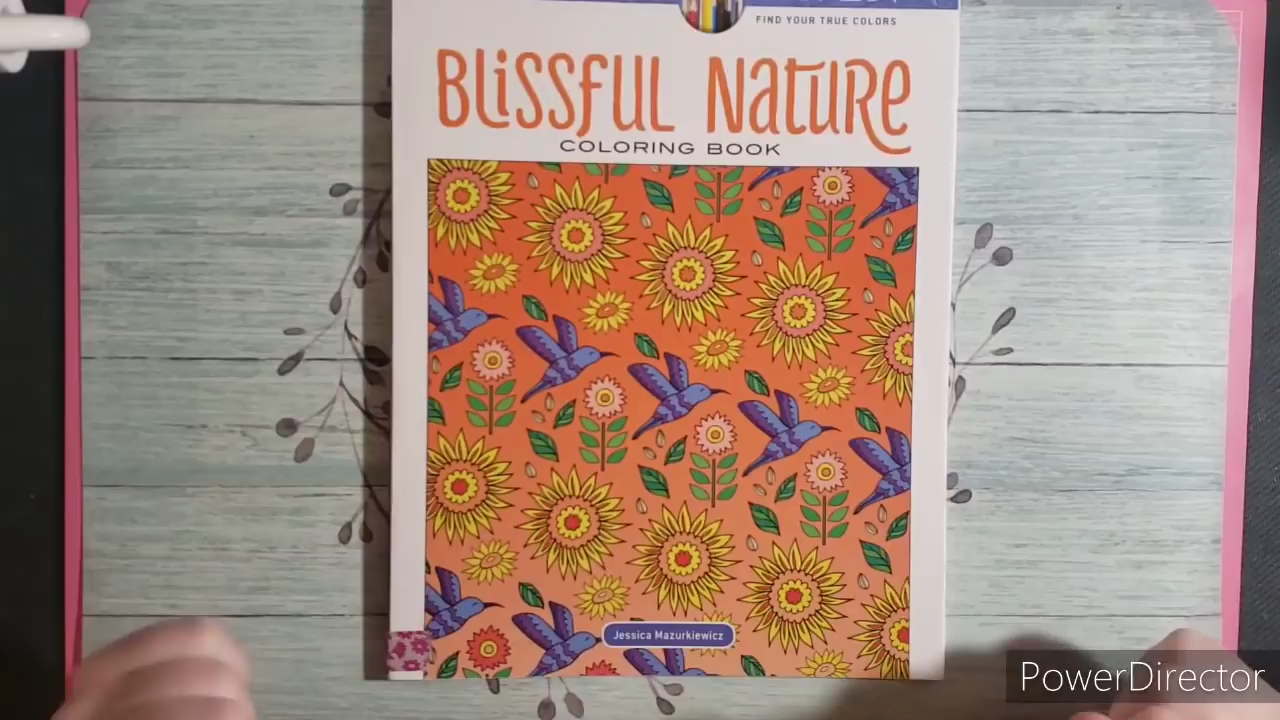 FIND YOUR TRUE COLORS
BLiSSfUL NatURe
COLORING BOOK
Jessica Mazurkiewicz
PowerDirector